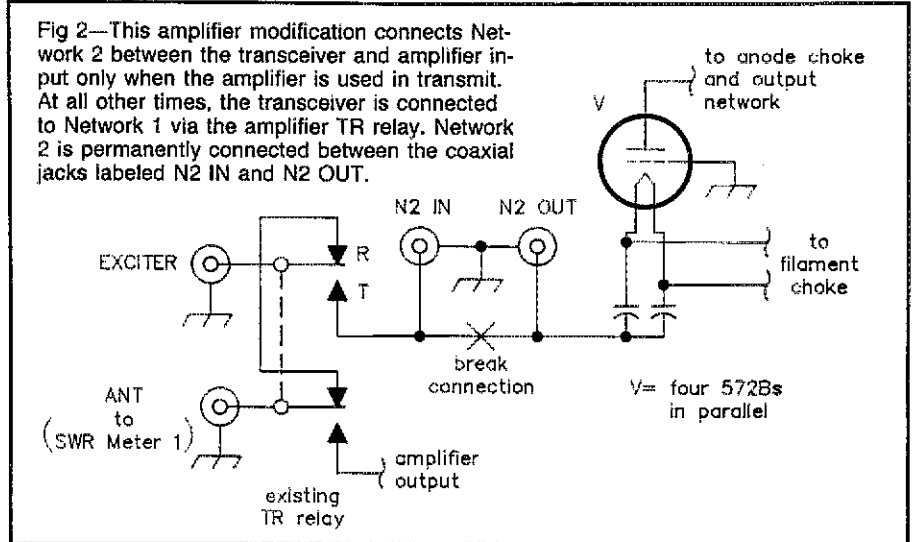 Fig 2—This amplifier modification connects Net-
work 2 between the transceiver and amplifier in-
put only when the amplifier is used in transmit.
At all other times, the transceiver is connected
to Network 1 via the amplifier TR relay. Network
2 is permanently connected between the coaxial
jacks labeled N2 IN and N2 OUT.
to anode choke
and output
network
V
N2 IN
N2 OUT
EXCITER
R
T
to
filament
choke
break
connection
V= four 572Bs
in parallel
ANT
to
(SWR Meter 1)
amplifier
output
existing
TR relay